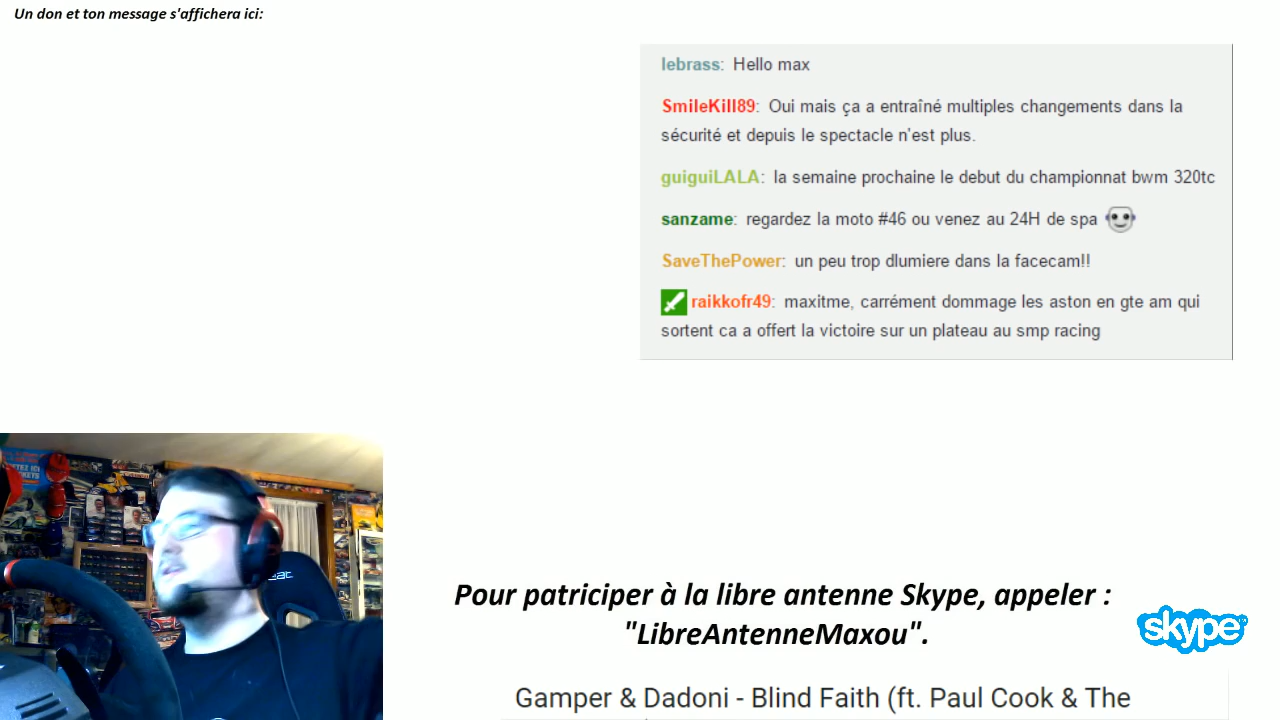 Un don et ton message s'affichera ici:
lebrass: Hello max
SmileKill89: Oui mais ça a entraîné multiples changements dans la
sécurité et depuis le spectacle n'est plus.
guiguiLALA: la semaine prochaine le debut du championnat bwm 320tc
sanzame: regardez la moto #46 ou venez au 24H de spa
SaveThePower: un peu trop dlumiere dans la facecam!!
raikkofr49: maxitme, carrément dommage les aston en gte am qui
sortent ca a offert la victoire sur un plateau au smp racing
Pour patriciper à la libre antenne Skype, appeler :
"LibreAntenneMaxou".
skype
Gamper & Dadoni - Blind Faith (ft. Paul Cook & The